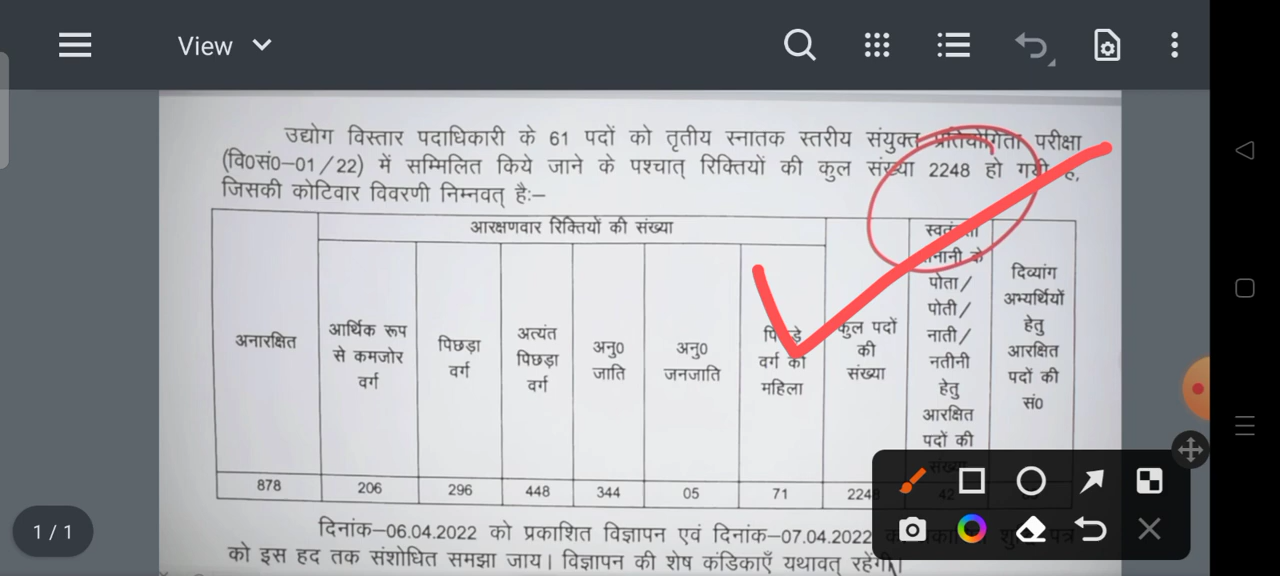 View
उद्योग विस्तार पदाधिकारी के 61 पदों को तृतीय स्नातक स्तरीय संयुक्त प्रतियोगिता परीक्षा
(वि0सं0–01/22) में सम्मिलित किये जाने के पश्चात् रिक्तियों की कुल संख्या 2248 हो गयी है,
जिसकी कोटिवार विवरणी निम्नवत् है:–
आरक्षणवार रिक्तियों की संख्या
अनारक्षित
आर्थिक रूप
से कमजोर
वर्ग
पिछड़ा
वर्ग
अत्यंत
पिछड़ा
वर्ग
अनु0
जाति
अनु0
जनजाति
वर्ग की
महिला
कुल पदों
की
संख्या
के
पोता/
पोती/
नाती/
नतीनी
हेतु
आरक्षित
पदों की
संख्या
दिव्यांग
अभ्यर्थियों
हेतु
आरक्षित
पदों की
सं0
878 206 296 448 344 05 71 2248 42
दिनांक–06.04.2022 को प्रकाशित विज्ञापन एवं दिनांक–07.04.2022
को इस हद तक संशोधित समझा जाय। विज्ञापन की शेष कंडिकाएँ यथावत् रहेंगी।
1 / 1